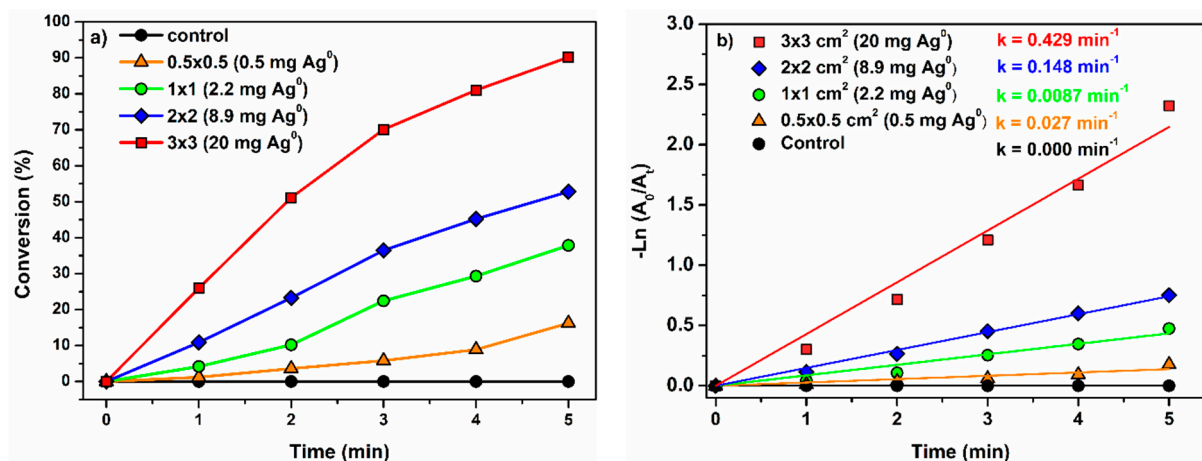 a)
control
0.5x0.5 (0.5 mg Ag⁰)
1x1 (2.2 mg Ag⁰)
2x2 (8.9 mg Ag⁰)
3x3 (20 mg Ag⁰)
100
90
80
70
60
50
40
30
20
10
0
Conversion (%)
0 1 2 3 4 5
Time (min)
b)
3x3 cm² (20 mg Ag⁰) k = 0.429 min⁻¹
2x2 cm² (8.9 mg Ag⁰) k = 0.148 min⁻¹
1x1 cm² (2.2 mg Ag⁰) k = 0.0087 min⁻¹
0.5x0.5 cm² (0.5 mg Ag⁰) k = 0.027 min⁻¹
Control k = 0.000 min⁻¹
3.0
2.5
2.0
1.5
1.0
0.5
0.0
-Ln (A₀/Aₜ)
0 1 2 3 4 5
Time (min)